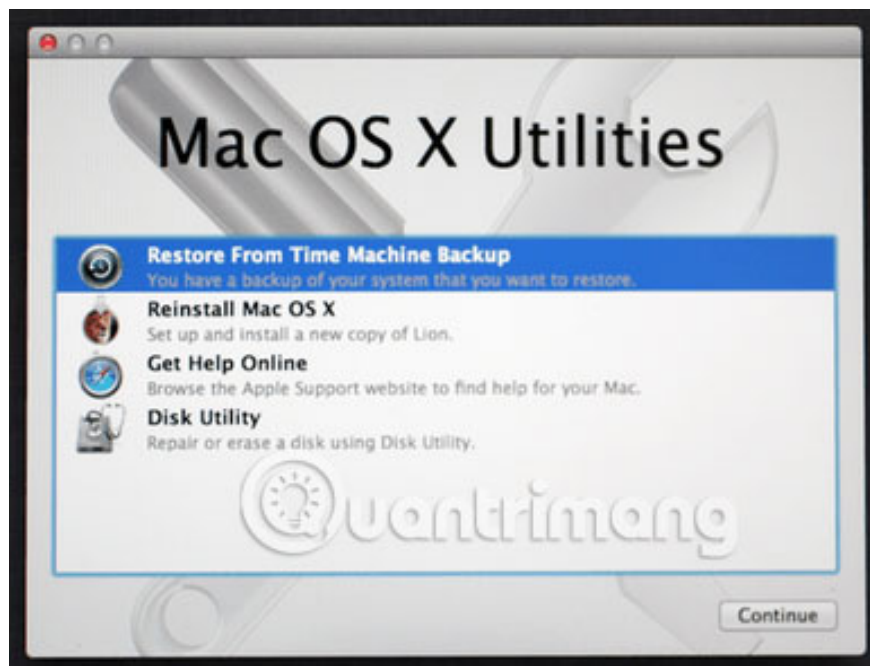 Mac OS X Utilities
Restore From Time Machine Backup
You have a backup of your system that you want to restore.
Reinstall Mac OS X
Set up and install a new copy of Lion.
Get Help Online
Browse the Apple Support website to find help for your Mac.
Disk Utility
Repair or erase a disk using Disk Utility.
Quantrimang
Continue